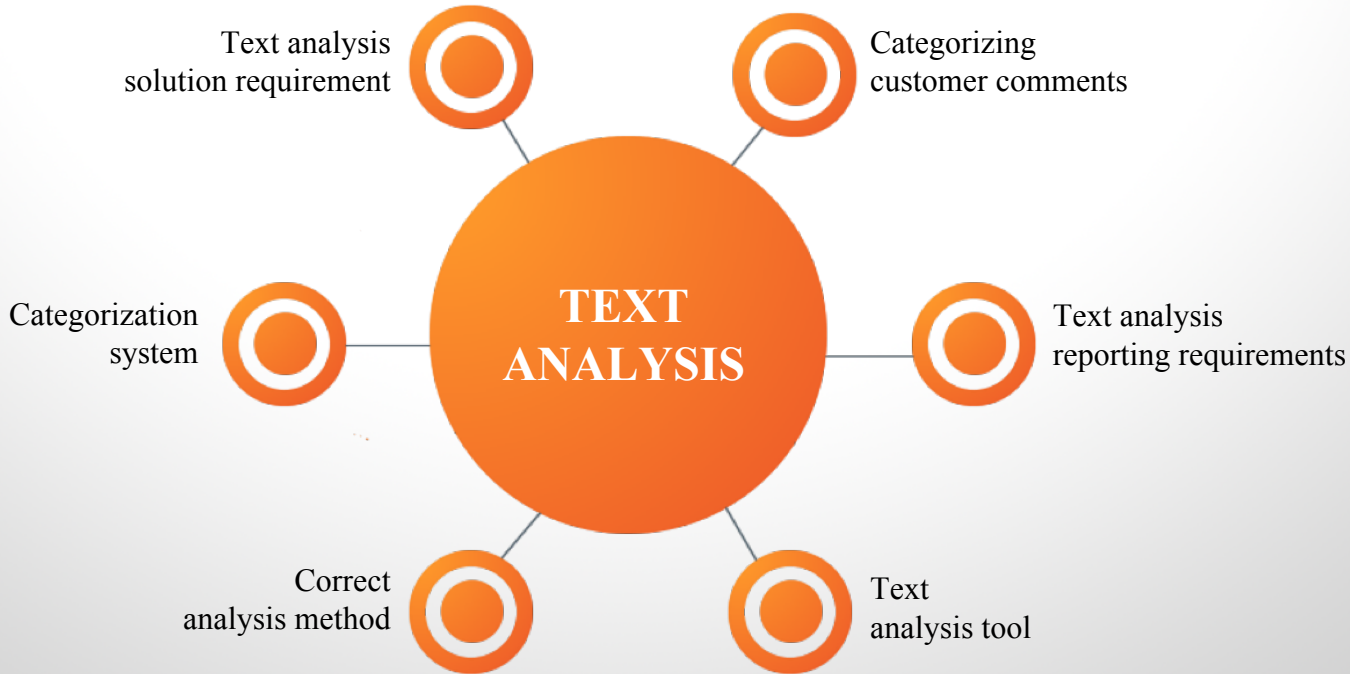 Text analysis
solution requirement
Categorizing
customer comments
Categorization
system
TEXT
ANALYSIS
Text analysis
reporting requirements
Correct
analysis method
Text
analysis tool